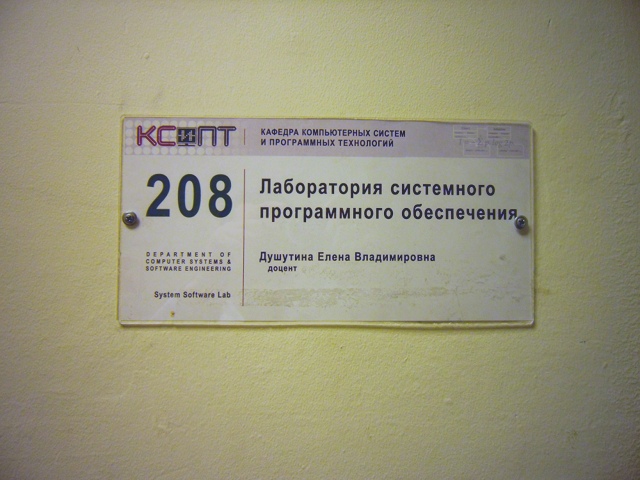 КСИПТ
КАФЕДРА КОМПЬЮТЕРНЫХ СИСТЕМ
И ПРОГРАММНЫХ ТЕХНОЛОГИЙ
208
Лаборатория системного
программного обеспечения
DEPARTMENT OF
COMPUTER SYSTEMS &
SOFTWARE ENGINEERING
System Software Lab
Душутина Елена Владимировна
доцент